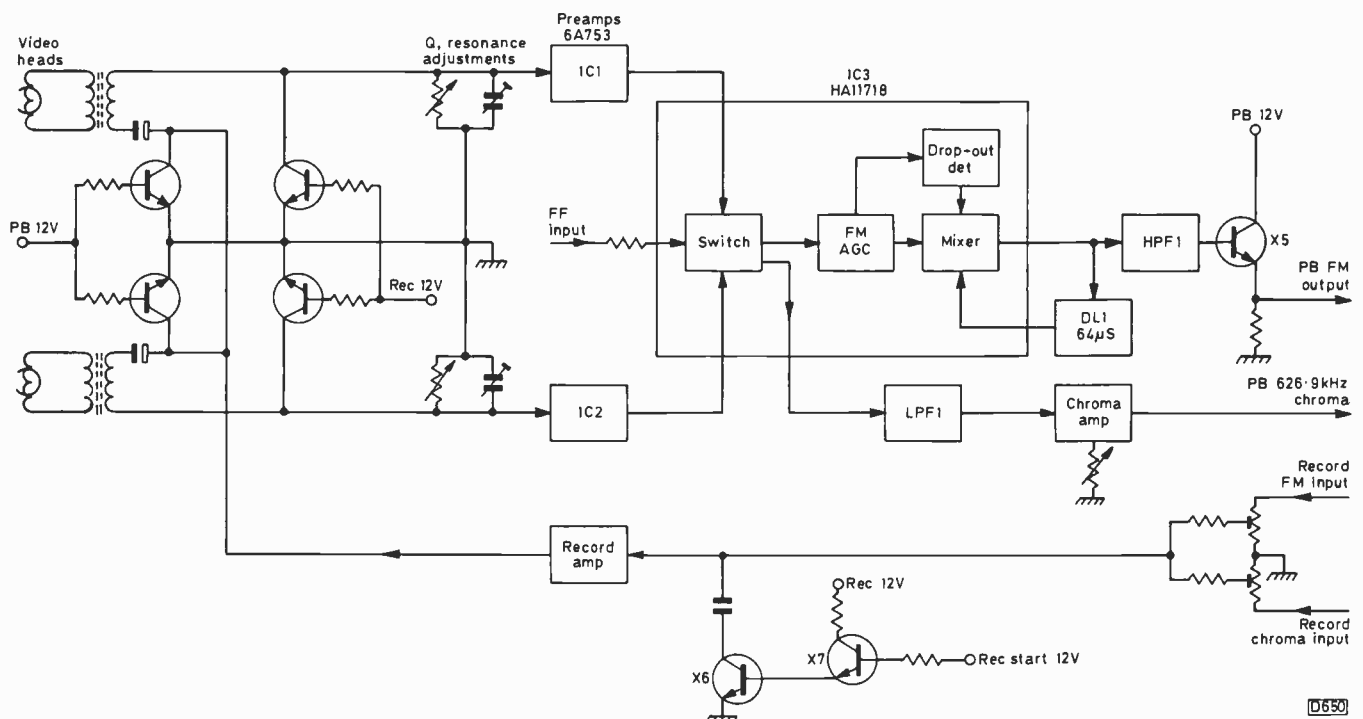 Video
heads
Q, resonance
adjustments
Preamps
6A753
IC1
IC3
HA11718
PB 12V
Drop-out
det
FF
input
PB 12V
Switch
FM
AGC
Mixer
HPF1
X5
Rec 12V
PB FM
output
DL1
64µS
PB 626·9kHz
chroma
IC2
LPF1
Chroma
amp
Record
FM input
Record
amp
Rec 12V
X7
Rec start 12V
X6
Record
chroma input
D650